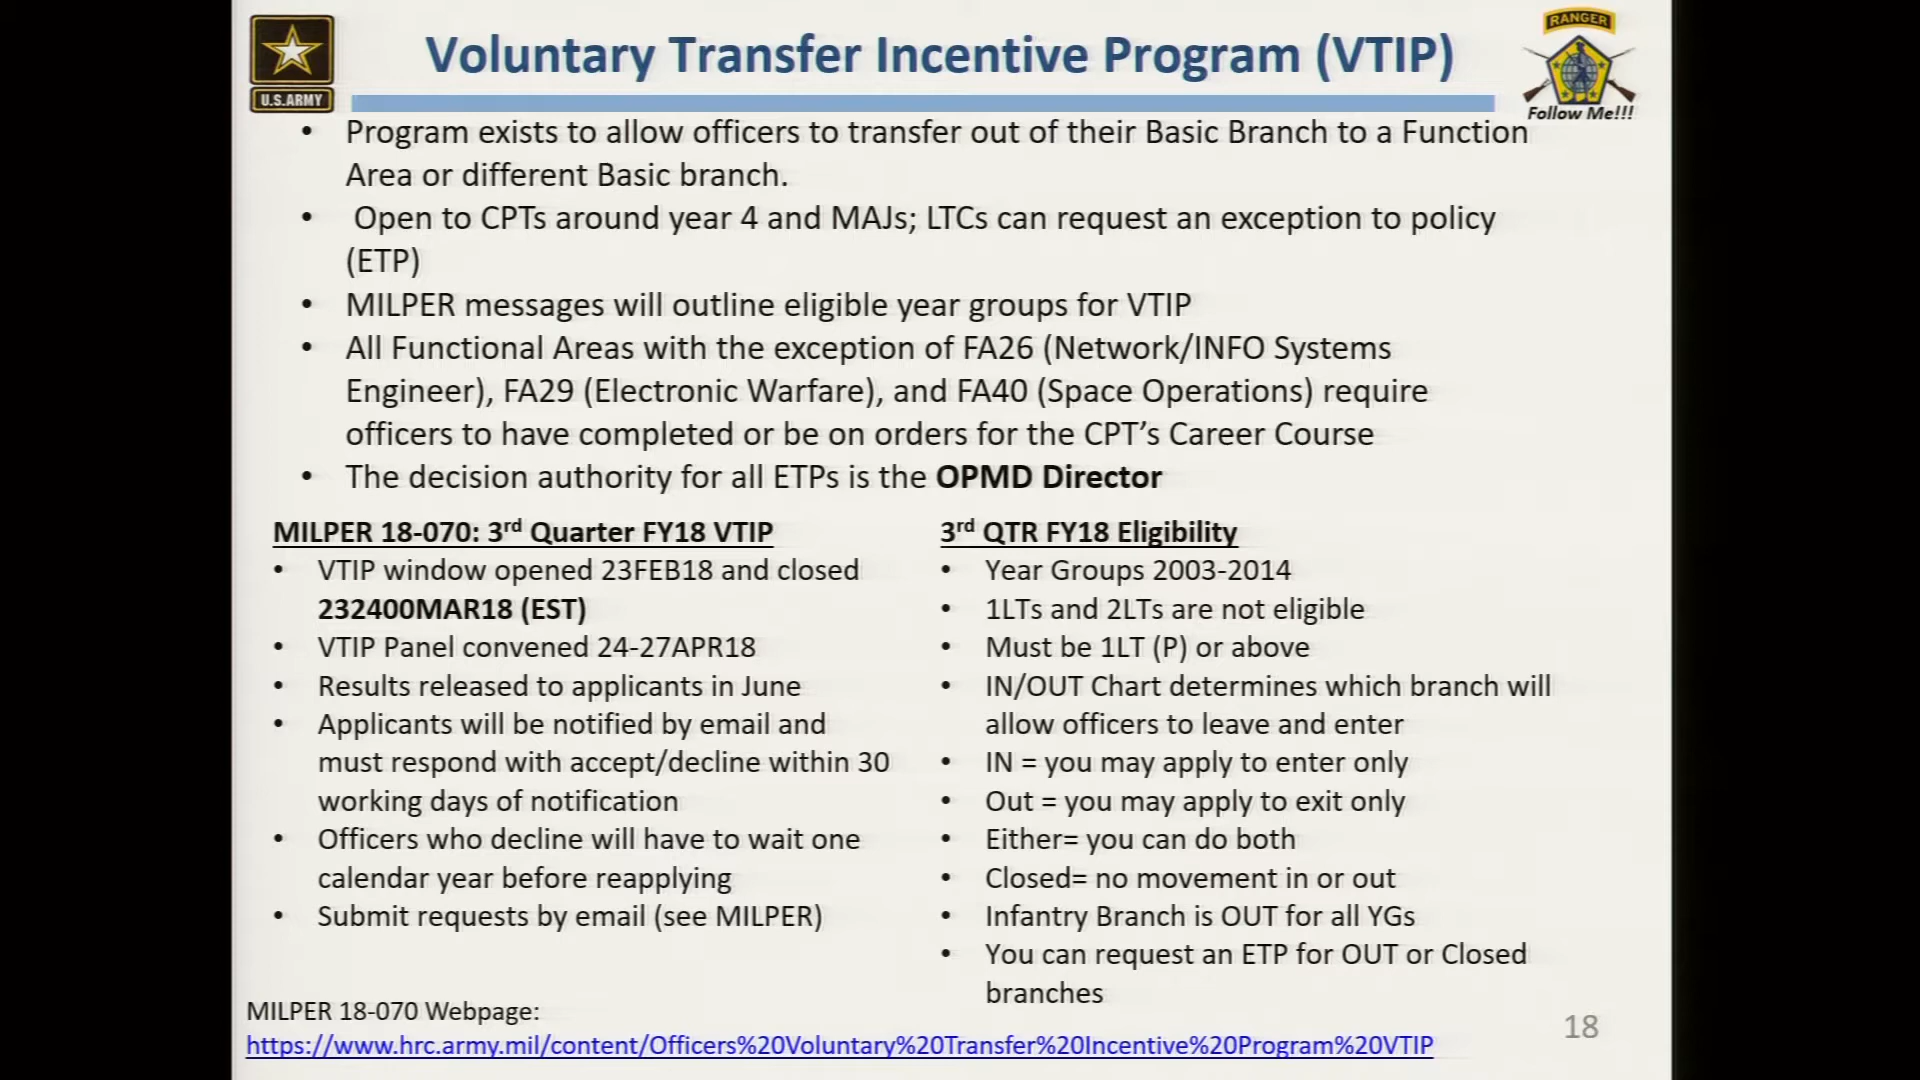 Voluntary Transfer Incentive Program (VTIP)
U.S.ARMY
RANGER
Follow Me!!!
• Program exists to allow officers to transfer out of their Basic Branch to a Function
Area or different Basic branch.
• Open to CPTs around year 4 and MAJs; LTCs can request an exception to policy
(ETP)
• MILPER messages will outline eligible year groups for VTIP
• All Functional Areas with the exception of FA26 (Network/INFO Systems
Engineer), FA29 (Electronic Warfare), and FA40 (Space Operations) require
officers to have completed or be on orders for the CPT’s Career Course
• The decision authority for all ETPs is the OPMD Director
MILPER 18-070: 3rd Quarter FY18 VTIP
• VTIP window opened 23FEB18 and closed
232400MAR18 (EST)
• VTIP Panel convened 24-27APR18
• Results released to applicants in June
• Applicants will be notified by email and
must respond with accept/decline within 30
working days of notification
• Officers who decline will have to wait one
calendar year before reapplying
• Submit requests by email (see MILPER)
3rd QTR FY18 Eligibility
• Year Groups 2003-2014
• 1LTs and 2LTs are not eligible
• Must be 1LT (P) or above
• IN/OUT Chart determines which branch will
allow officers to leave and enter
• IN = you may apply to enter only
• Out = you may apply to exit only
• Either= you can do both
• Closed= no movement in or out
• Infantry Branch is OUT for all YGs
• You can request an ETP for OUT or Closed
branches
MILPER 18-070 Webpage:
https://www.hrc.army.mil/content/Officers%20Voluntary%20Transfer%20Incentive%20Program%20VTIP
18